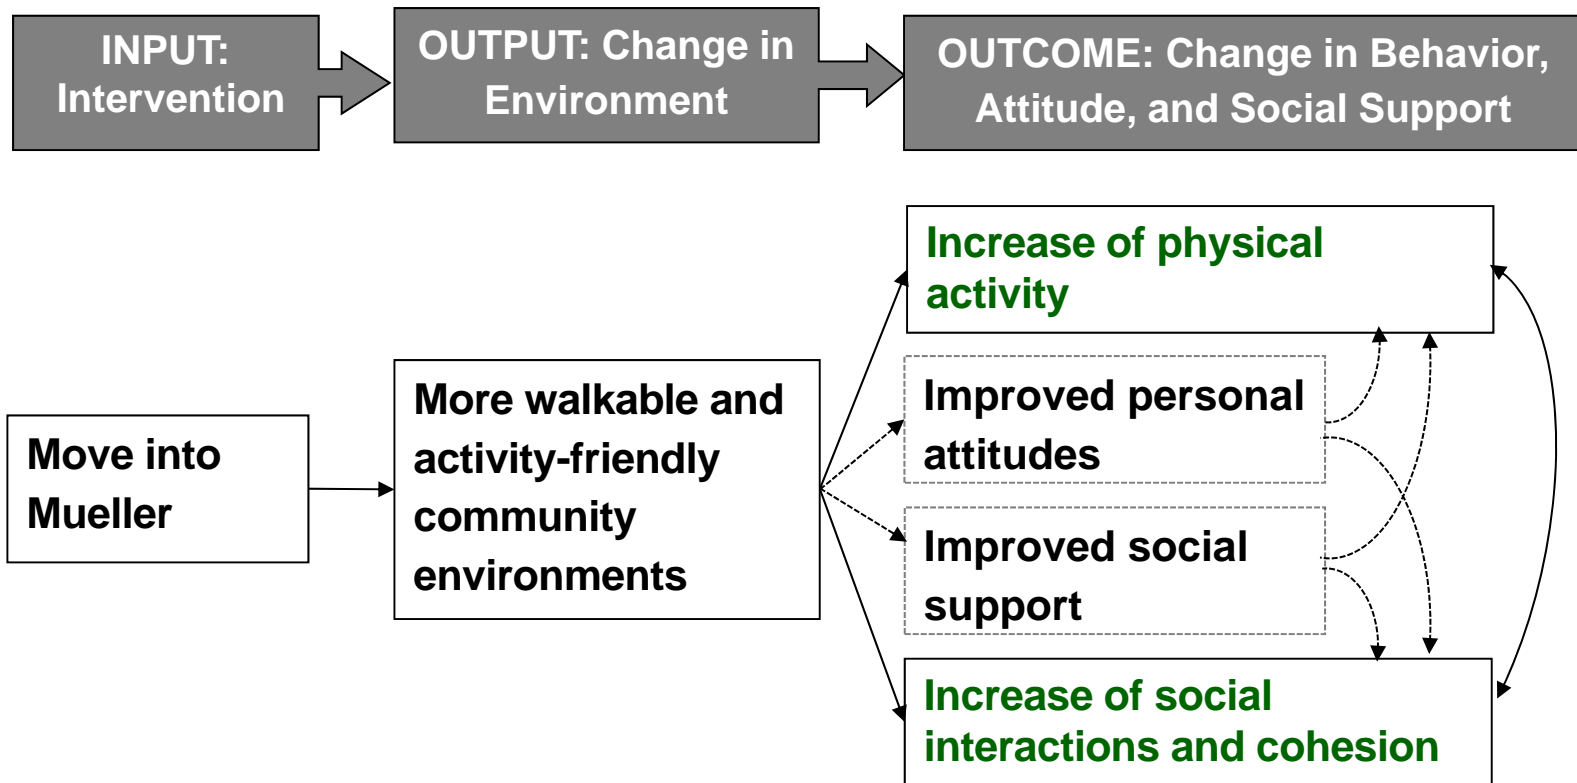 INPUT:
Intervention
OUTPUT: Change in
Environment
OUTCOME: Change in Behavior,
Attitude, and Social Support
Move into
Mueller
More walkable and
activity-friendly
community
environments
Increase of physical
activity
Improved personal
attitudes
Improved social
support
Increase of social
interactions and cohesion